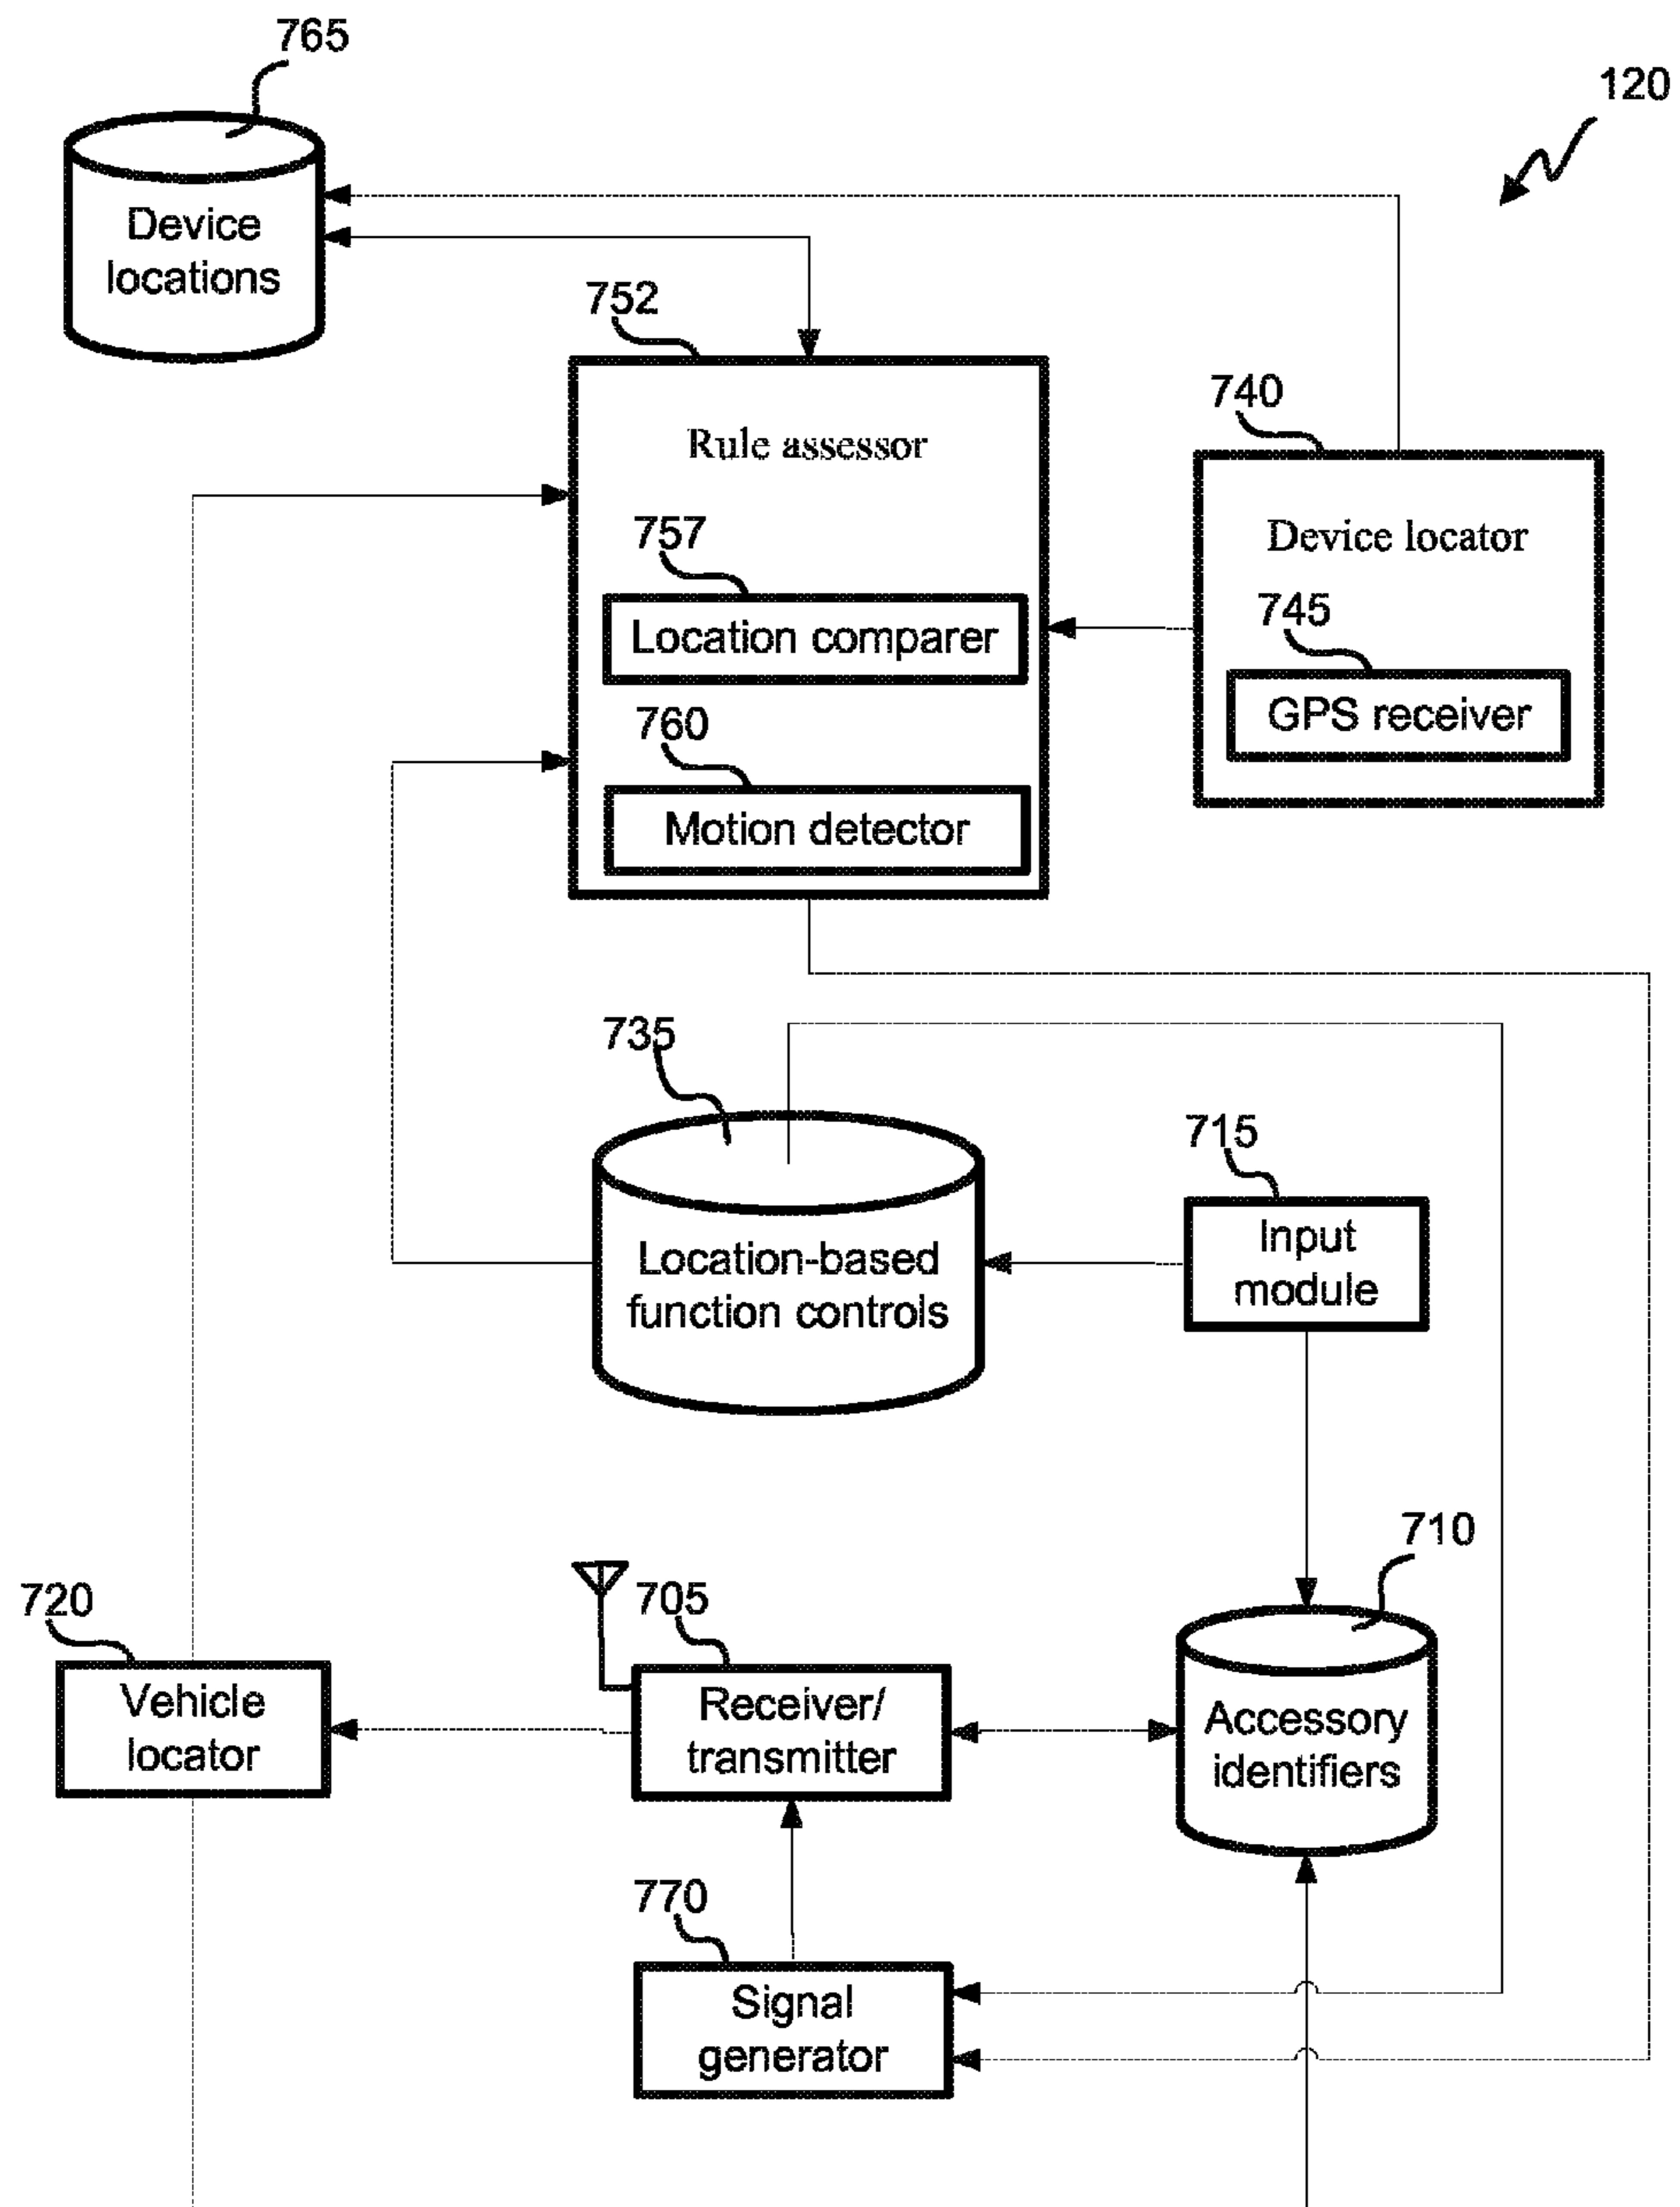 765
120
Device
locations
752
740
Rule assessor
Device locator
757
Location comparer
745
GPS receiver
760
Motion detector
735
715
Input
module
Location-based
function controls
710
720
705
Vehicle
locator
Receiver/
transmitter
Accessory
identifiers
770
Signal
generator